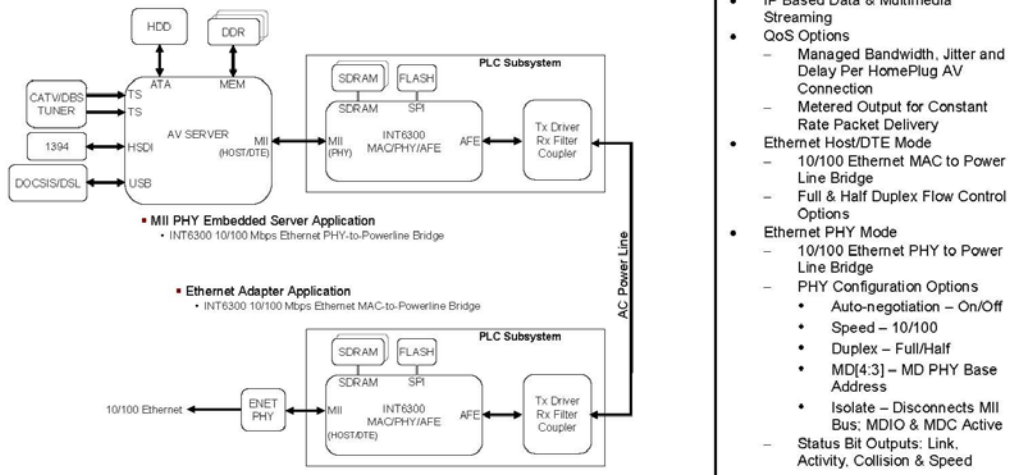 HDD
DDR
ATA
MEM
CATV/DBS
TUNER
TS
TS
1394
HSDI
DOCSIS/DSL
USB
AV SERVER
MII
(HOST/DTE)
PLC Subsystem
SDRAM
FLASH
SDRAM
SPI
MII
(PHY)
INT6300
MAC/PHY/AFE
AFE
Tx Driver
Rx Filter
Coupler
▪ MII PHY Embedded Server Application
• INT6300 10/100 Mbps Ethernet PHY-to-Powerline Bridge
AC Power Line
▪ Ethernet Adapter Application
• INT6300 10/100 Mbps Ethernet MAC-to-Powerline Bridge
PLC Subsystem
SDRAM
FLASH
SDRAM
SPI
10/100 Ethernet
ENET
PHY
MII
(HOST/DTE)
INT6300
MAC/PHY/AFE
AFE
Tx Driver
Rx Filter
Coupler
• IP Based Data & Multimedia
Streaming
• QoS Options
– Managed Bandwidth, Jitter and
Delay Per HomePlug AV
Connection
– Metered Output for Constant
Rate Packet Delivery
• Ethernet Host/DTE Mode
– 10/100 Ethernet MAC to Power
Line Bridge
– Full & Half Duplex Flow Control
Options
• Ethernet PHY Mode
– 10/100 Ethernet PHY to Power
Line Bridge
– PHY Configuration Options
• Auto-negotiation – On/Off
• Speed – 10/100
• Duplex – Full/Half
• MD[4:3] – MD PHY Base
Address
• Isolate – Disconnects MII
Bus; MDIO & MDC Active
– Status Bit Outputs: Link,
Activity, Collision & Speed